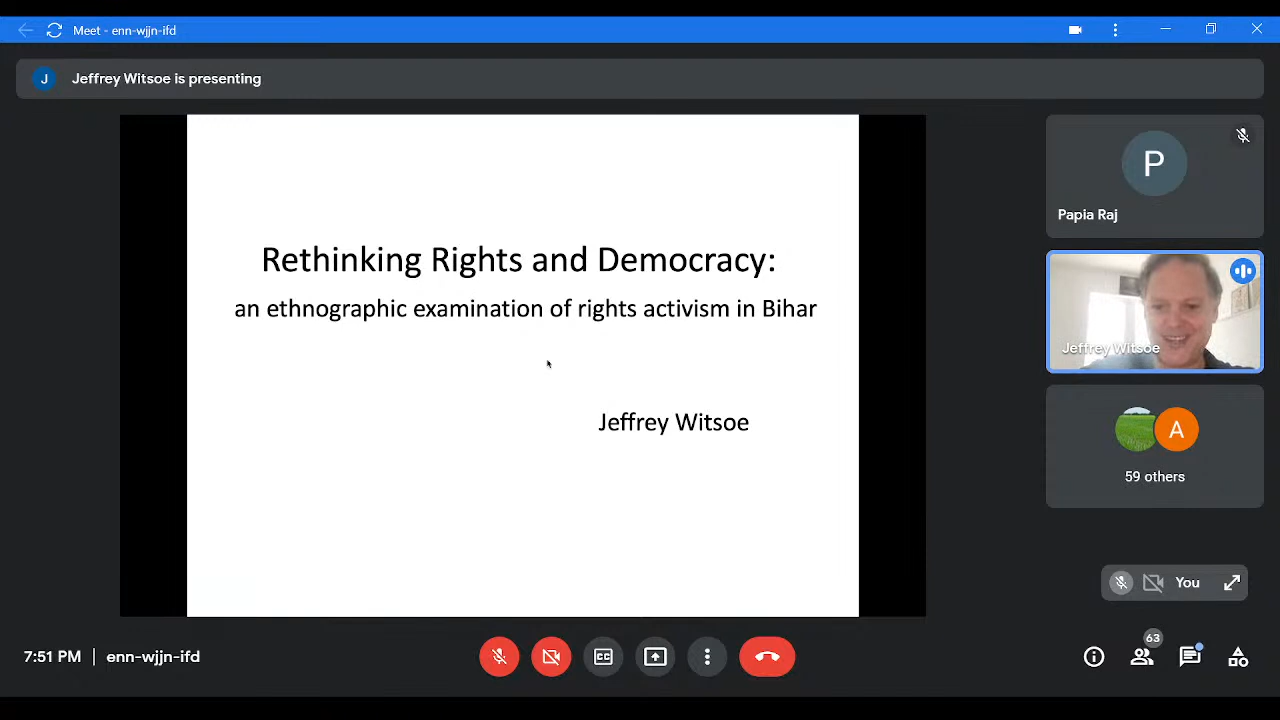 Meet - enn-wjjn-ifd
J
Jeffrey Witsoe is presenting
Rethinking Rights and Democracy:
an ethnographic examination of rights activism in Bihar
Jeffrey Witsoe
P
Papia Raj
Jeffrey Witsoe
A
59 others
You
7:51 PM | enn-wjjn-ifd
CC
63